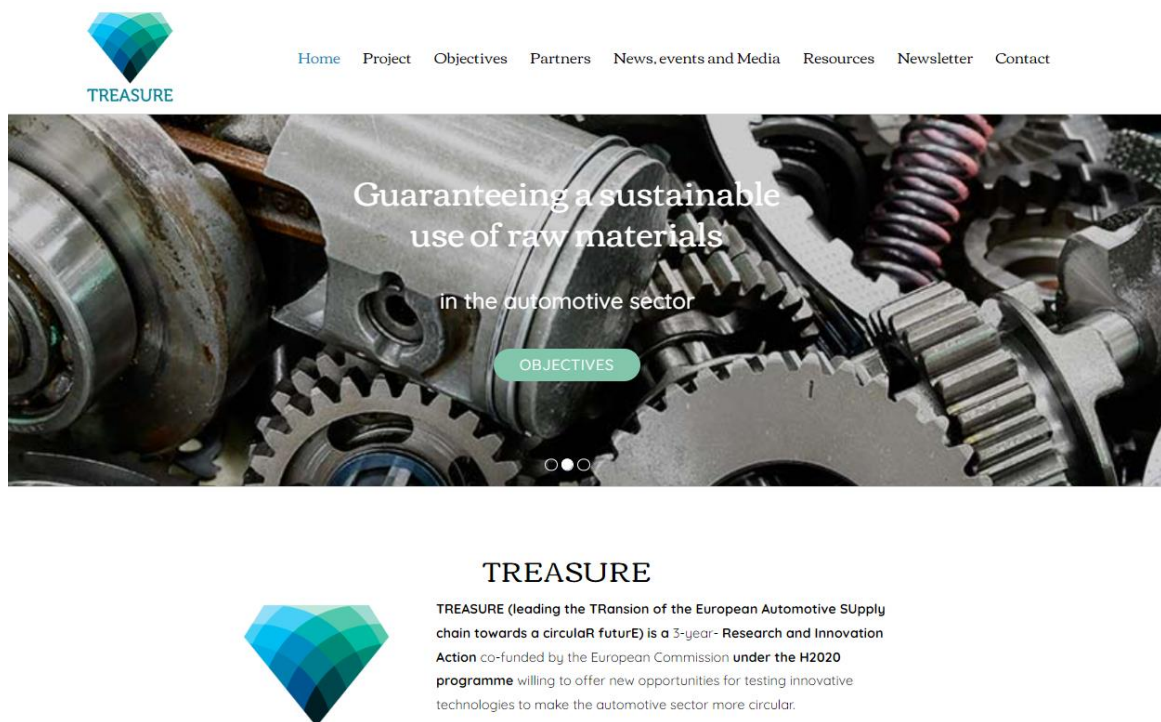 TREASURE
Home Project Objectives Partners News, events and Media Resources Newsletter Contact
Guaranteeing a sustainable
use of raw materials
in the automotive sector
OBJECTIVES
TREASURE
TREASURE (leading the TRansion of the European Automotive SUpply
chain towards a circulaR futurE) is a 3-year- Research and Innovation
Action co-funded by the European Commission under the H2020
programme willing to offer new opportunities for testing innovative
technologies to make the automotive sector more circular.